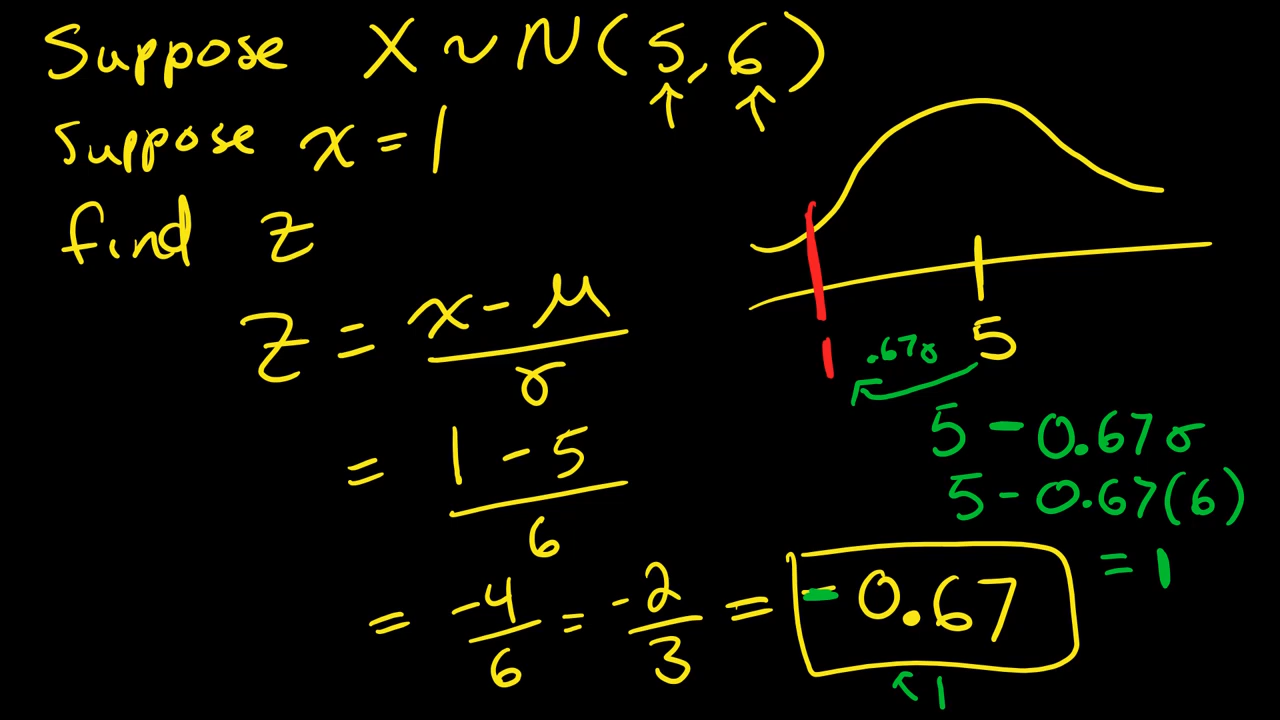 Suppose X ~ N(5, 6)
↑ ↑
Suppose x = 1
find z
z = (x - μ)/σ
= (1 - 5)/6
= -4/6 = -2/3 = -0.67
5
1
.67σ
5 - 0.67σ
5 - 0.67(6)
= 1
↖ 1